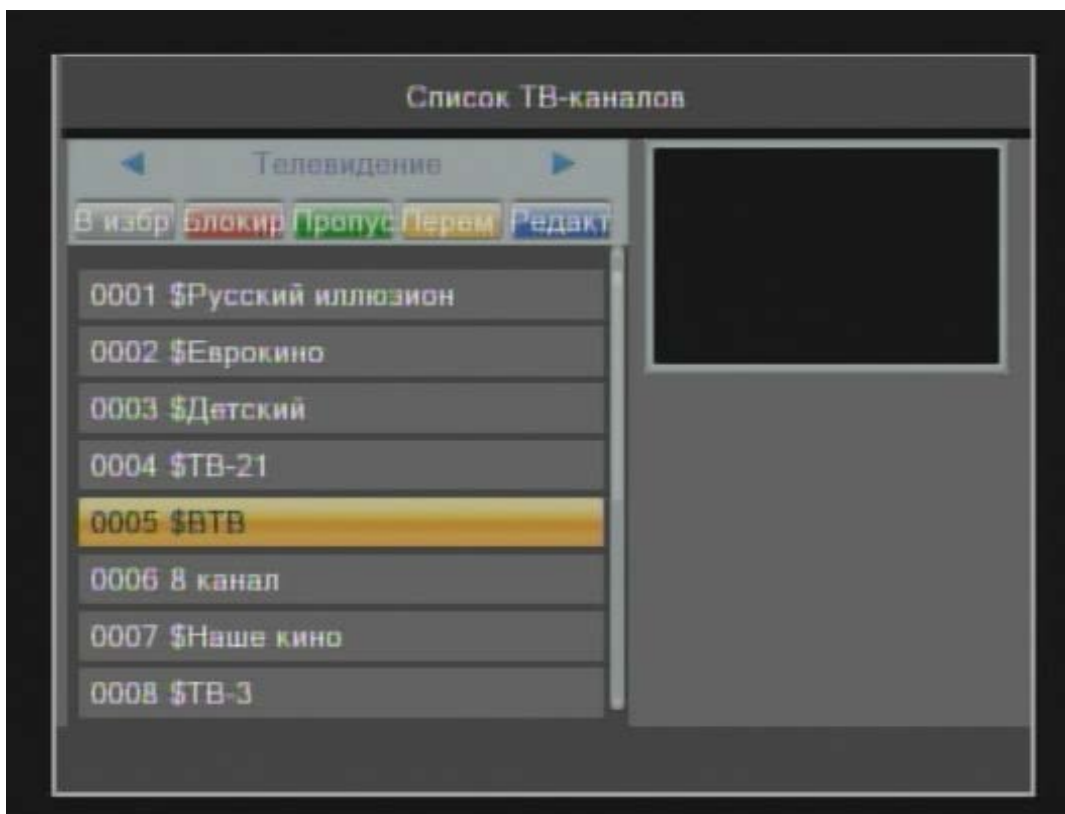 Список ТВ-каналов
Телевидение
В избр Блокир Пропус Перем Редакт
0001 $Русский иллюзион
0002 $Еврокино
0003 $Детский
0004 $ТВ-21
0005 $ВТВ
0006 8 канал
0007 $Наше кино
0008 $ТВ-3